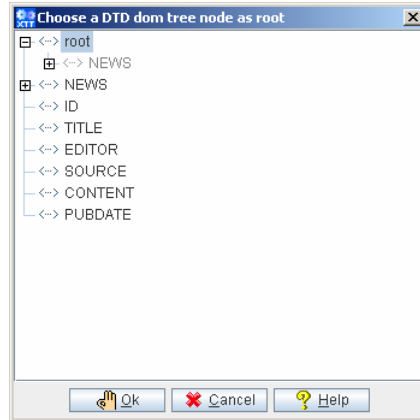 XTT Choose a DTD dom tree node as root
root
NEWS
NEWS
ID
TITLE
EDITOR
SOURCE
CONTENT
PUBDATE
Ok Cancel Help